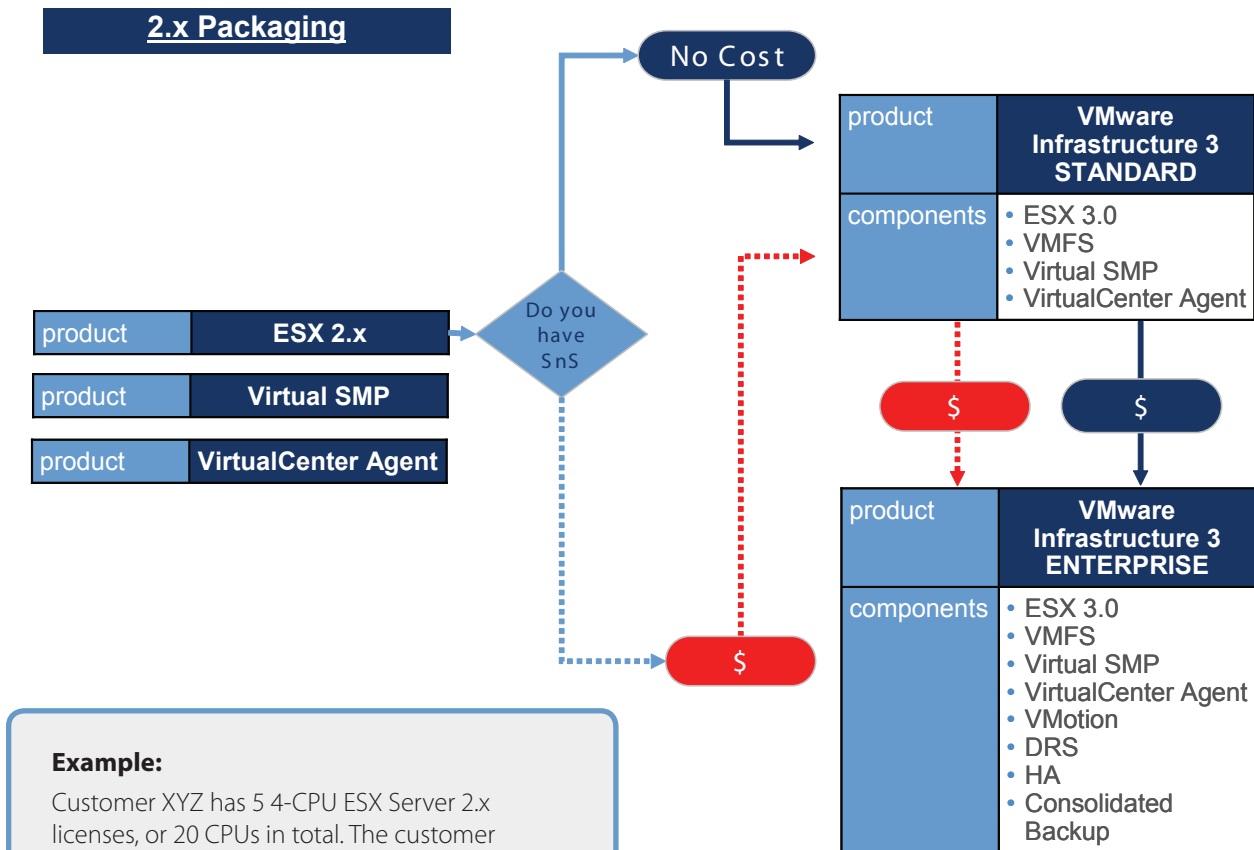 2.x Packaging
No Cost
product
VMware
Infrastructure 3
STANDARD
components
• ESX 3.0
• VMFS
• Virtual SMP
• VirtualCenter Agent
Do you
have
SnS
product
ESX 2.x
product
Virtual SMP
product
VirtualCenter Agent
$
$
product
VMware
Infrastructure 3
ENTERPRISE
components
• ESX 3.0
• VMFS
• Virtual SMP
• VirtualCenter Agent
• VMotion
• DRS
• HA
• Consolidated
Backup
$
Example:
Customer XYZ has 5 4-CPU ESX Server 2.x
licenses, or 20 CPUs in total. The customer